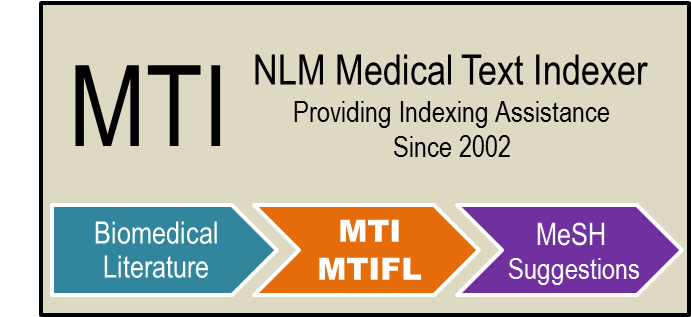 MTI
NLM Medical Text Indexer
Providing Indexing Assistance
Since 2002
Biomedical
Literature
MTI
MTIFL
MeSH
Suggestions